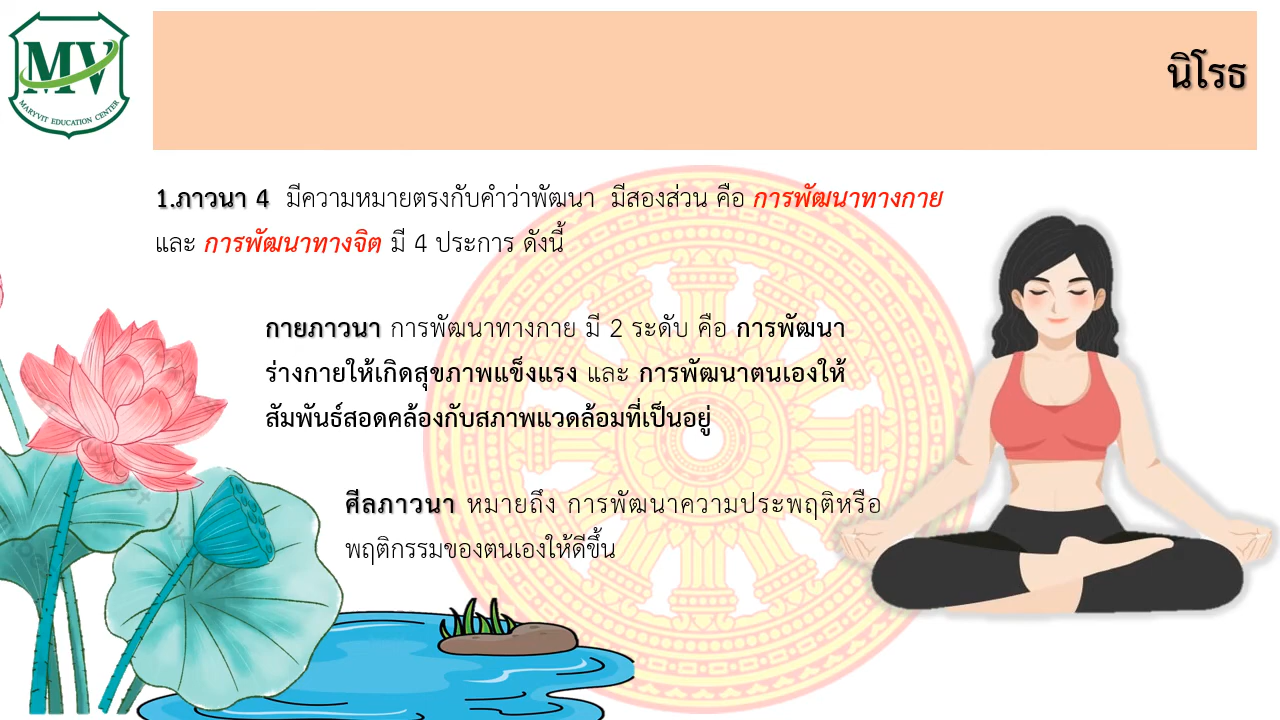 MV
MARYVIT EDUCATION CENTER
นิโรธ
1.ภาวนา 4 มีความหมายตรงกับคำว่าพัฒนา มีสองส่วน คือ การพัฒนาทางกาย
และ การพัฒนาทางจิต มี 4 ประการ ดังนี้
กายภาวนา การพัฒนาทางกาย มี 2 ระดับ คือ การพัฒนา
ร่างกายให้เกิดสุขภาพแข็งแรง และ การพัฒนาตนเองให้
สัมพันธ์สอดคล้องกับสภาพแวดล้อมที่เป็นอยู่
ศีลภาวนา หมายถึง การพัฒนาความประพฤติหรือ
พฤติกรรมของตนเองให้ดีขึ้น